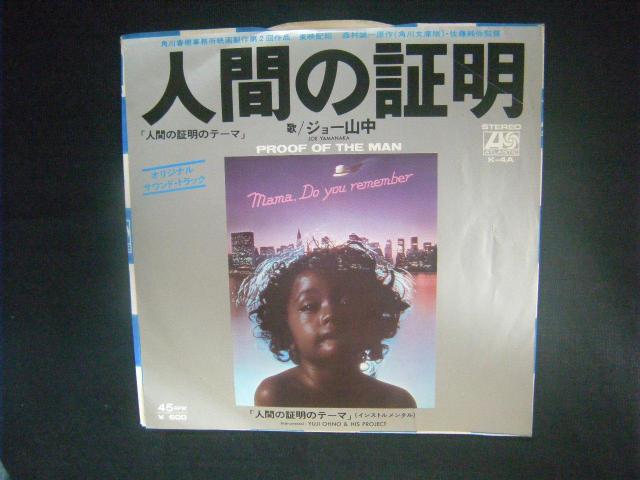 角川春樹事務所映画製作第2回作品／東映配給 森村誠一原作(角川文庫版)・佐藤純弥監督
人間の証明
「人間の証明のテーマ」
歌／ジョー山中
JOE YAMANAKA
PROOF OF THE MAN
STEREO
ATLANTIC
K-4A
オリジナル
サウンド・トラック
Mama, Do you remember
45 RPM
¥ 600
「人間の証明のテーマ」(インストルメンタル)
Instrumental: YUJI OHNO & HIS PROJECT